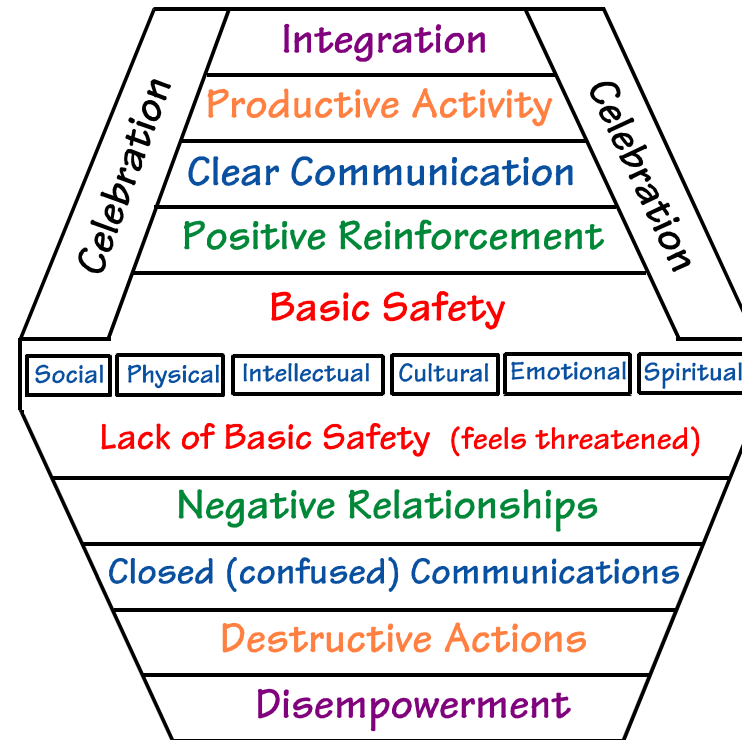 Integration
Productive Activity
Clear Communication
Positive Reinforcement
Basic Safety
Celebration
Celebration
Social Physical Intellectual Cultural Emotional Spiritual
Lack of Basic Safety (feels threatened)
Negative Relationships
Closed (confused) Communications
Destructive Actions
Disempowerment